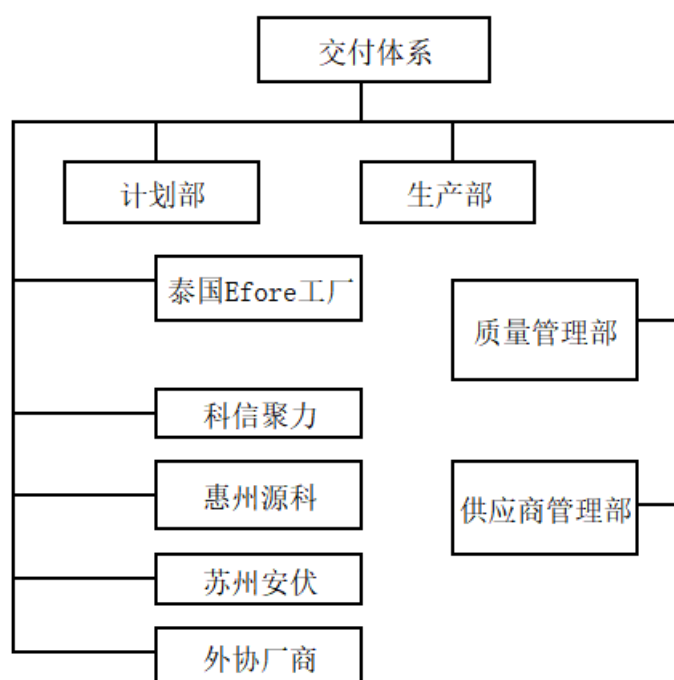 交付体系
计划部
生产部
泰国Efore工厂
质量管理部
科信聚力
惠州源科
供应商管理部
苏州安伏
外协厂商